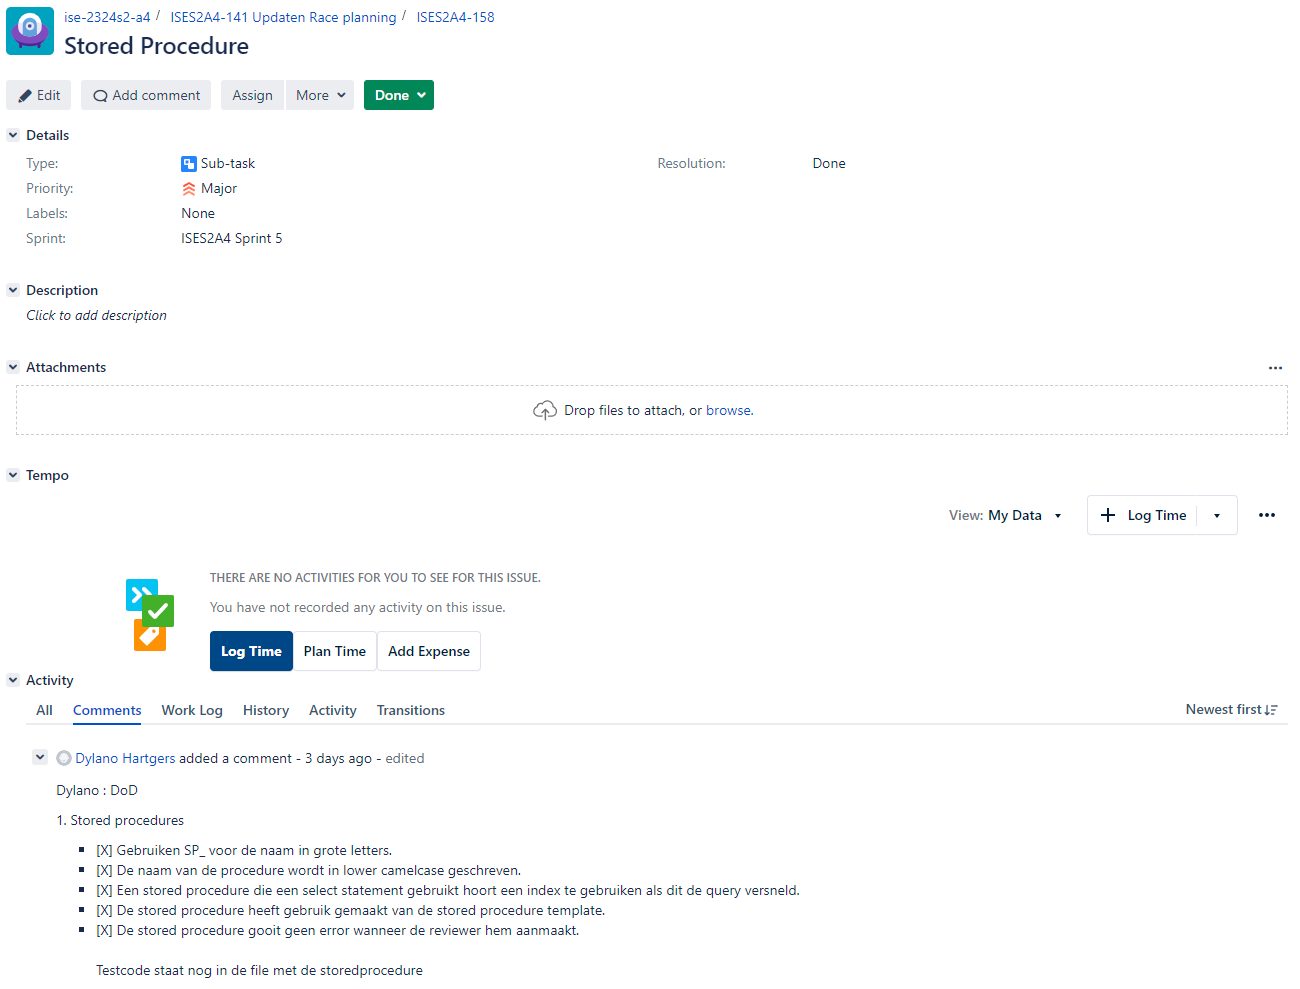 ise-2324s2-a4 / ISES2A4-141 Updaten Race planning / ISES2A4-158
Stored Procedure
Edit Add comment Assign More Done
Details
Type: Sub-task Resolution: Done
Priority: Major
Labels: None
Sprint: ISES2A4 Sprint 5
Description
Click to add description
Attachments
Drop files to attach, or browse.
Tempo
View: My Data Log Time
THERE ARE NO ACTIVITIES FOR YOU TO SEE FOR THIS ISSUE.
You have not recorded any activity on this issue.
Log Time Plan Time Add Expense
Activity
All Comments Work Log History Activity Transitions Newest first
Dylano Hartgers added a comment - 3 days ago - edited
Dylano : DoD
1. Stored procedures
[X] Gebruiken SP_ voor de naam in grote letters.
[X] De naam van de procedure wordt in lower camelcase geschreven.
[X] Een stored procedure die een select statement gebruikt hoort een index te gebruiken als dit de query versneld.
[X] De stored procedure heeft gebruik gemaakt van de stored procedure template.
[X] De stored procedure gooit geen error wanneer de reviewer hem aanmaakt.
Testcode staat nog in de file met de storedprocedure